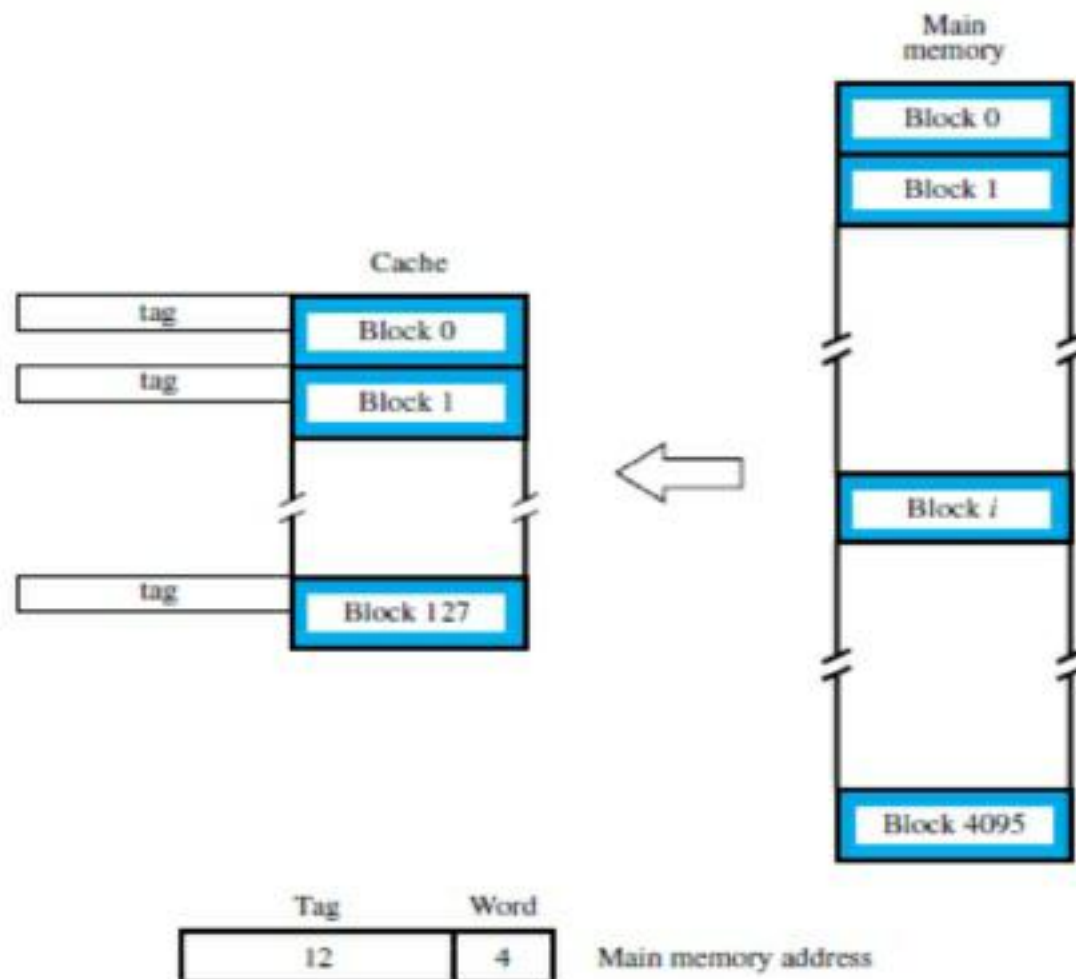 Main
memory
Block 0
Block 1
Cache
tag
Block 0
tag
Block 1
Block i
tag
Block 127
Block 4095
Tag Word
12 4 Main memory address